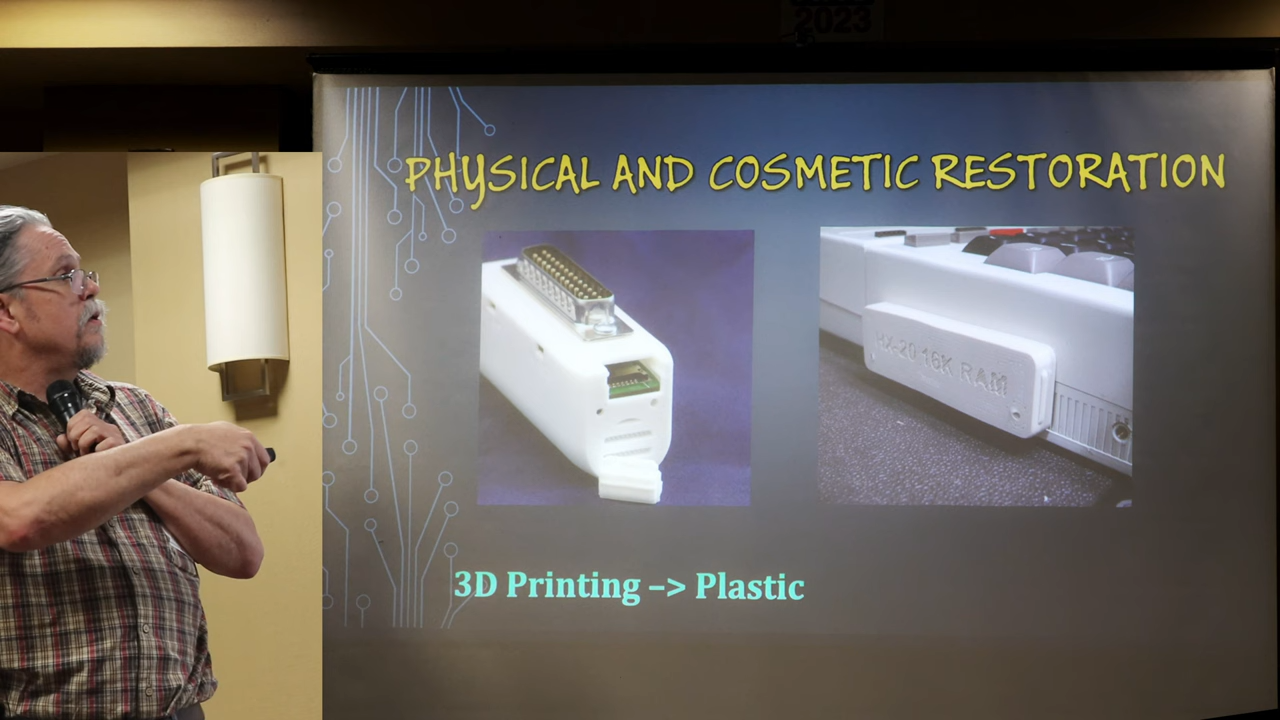 2023
PHYSICAL AND COSMETIC RESTORATION
HX-20 16K RAM
3D Printing –> Plastic